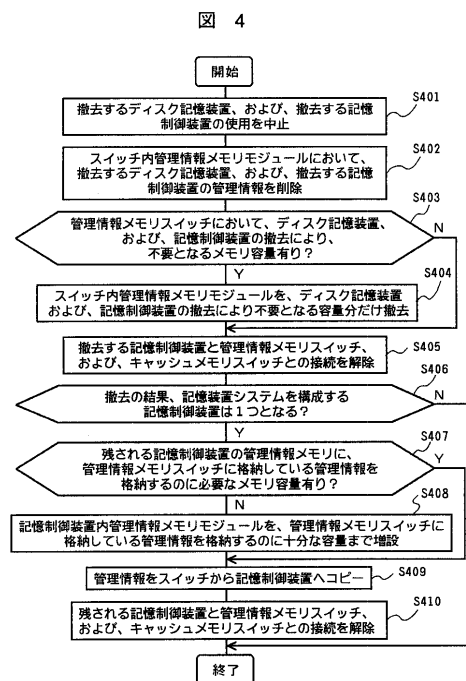 図 4
開始
撤去するディスク記憶装置、および、撤去する記憶
制御装置の使用を中止
S401
スイッチ内管理情報メモリモジュールにおいて、
撤去するディスク記憶装置、および、撤去する記憶
制御装置の管理情報を削除
S402
管理情報メモリスイッチにおいて、ディスク記憶装置、
および、記憶制御装置の撤去により、
不要となるメモリ容量有り？
S403
N
Y
スイッチ内管理情報メモリモジュールを、ディスク記憶装置
および、記憶制御装置の撤去により不要となる容量分だけ撤去
S404
撤去する記憶制御装置と管理情報メモリスイッチ、
および、キャッシュメモリスイッチとの接続を解除
S405
撤去の結果、記憶装置システムを構成する
記憶制御装置は１つとなる？
S406
N
Y
残される記憶制御装置の管理情報メモリに、
管理情報メモリスイッチに格納している管理情報を
格納するのに必要なメモリ容量有り？
S407
Y
N
記憶制御装置内管理情報メモリモジュールを、管理情報メモリスイッチに
格納している管理情報を格納するのに十分な容量まで増設
S408
管理情報をスイッチから記憶制御装置へコピー
S409
残される記憶制御装置と管理情報メモリスイッチ、
および、キャッシュメモリスイッチとの接続を解除
S410
終了